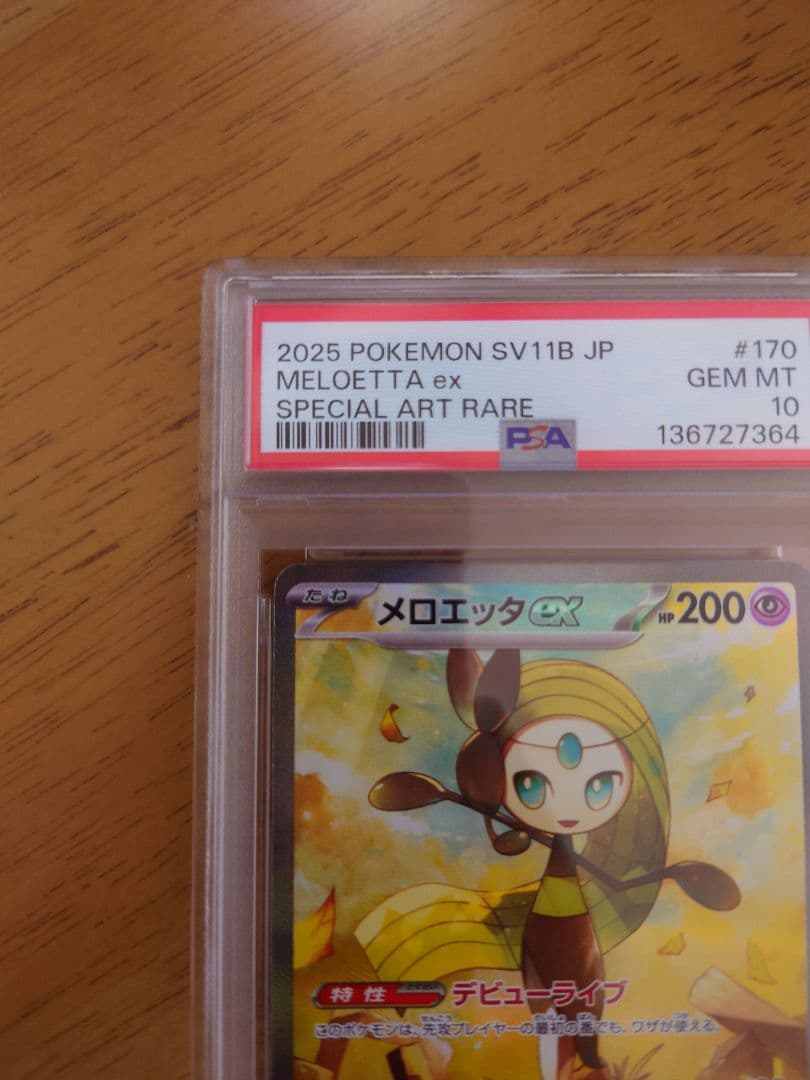 2025 POKEMON SV11B JP #170
MELOETTA ex GEM MT
SPECIAL ART RARE 10
PSA 136727364
たね メロエッタex HP 200
特性 デビューライブ
このポケモンは、先攻プレイヤーの最初の番でも、ワザが使える。